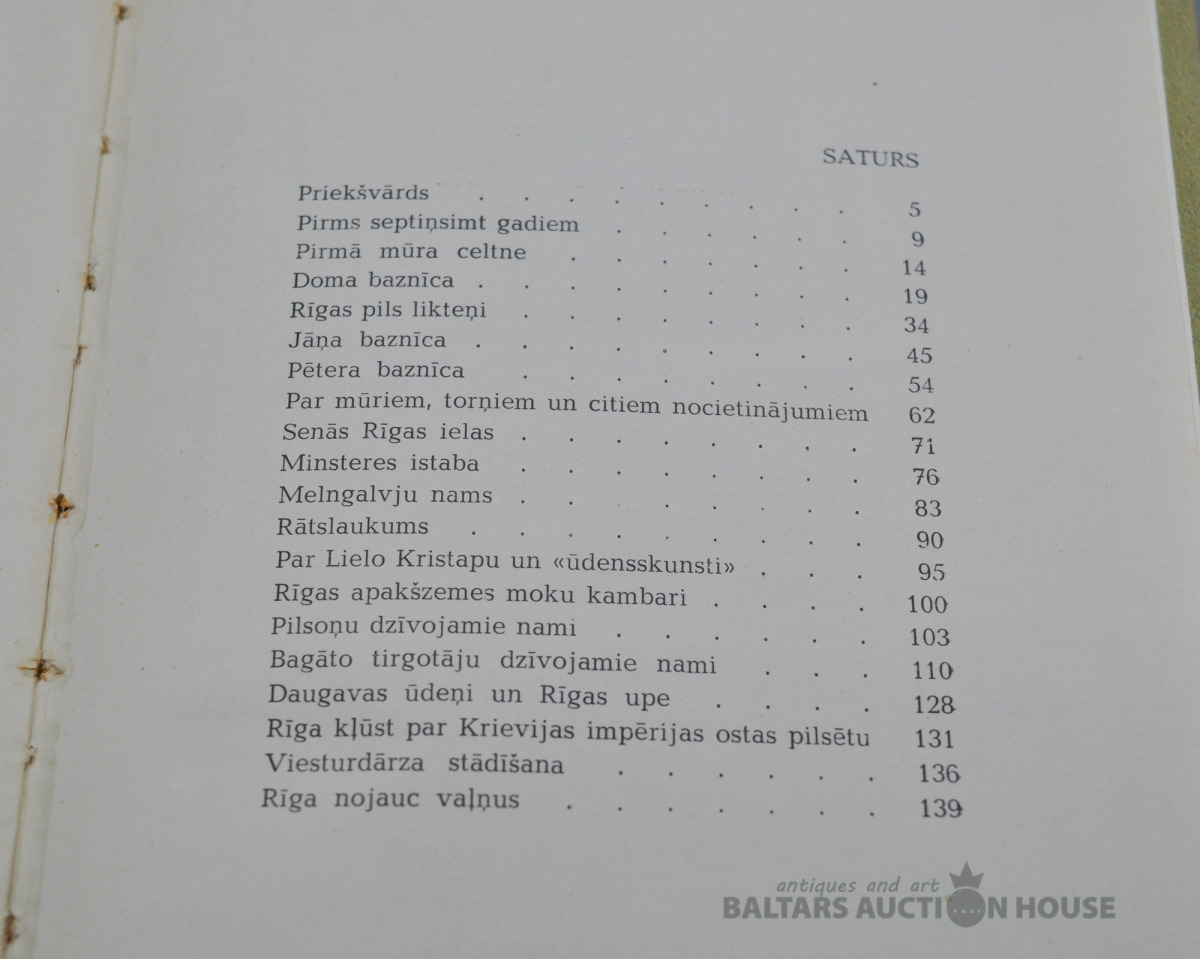 SATURS
Priekšvārds . . . . . . . . . 5
Pirms septiņsimt gadiem . . . . . . 9
Pirmā mūra celtne . . . . . . . 14
Doma baznīca . . . . . . . . . 19
Rīgas pils likteņi . . . . . . . . 34
Jāņa baznīca . . . . . . . . . 45
Pētera baznīca . . . . . . . . 54
Par mūriem, torņiem un citiem nocietinājumiem 62
Senās Rīgas ielas . . . . . . . . 71
Minsteres istaba . . . . . . . . 76
Melngalvju nams . . . . . . . . 83
Rātslaukums . . . . . . . . . 90
Par Lielo Kristapu un «ūdensskunsti» . . . 95
Rīgas apakšzemes moku kambari . . . . 100
Pilsoņu dzīvojamie nami . . . . . . 103
Bagāto tirgotāju dzīvojamie nami . . . 110
Daugavas ūdeņi un Rīgas upe . . . . 128
Rīga kļūst par Krievijas impērijas ostas pilsētu 131
Viesturdārza stādīšana . . . . . . 136
Rīga nojauc vaļņus . . . . . . . 139
antiques and art
BALTARS AUCTION HOUSE